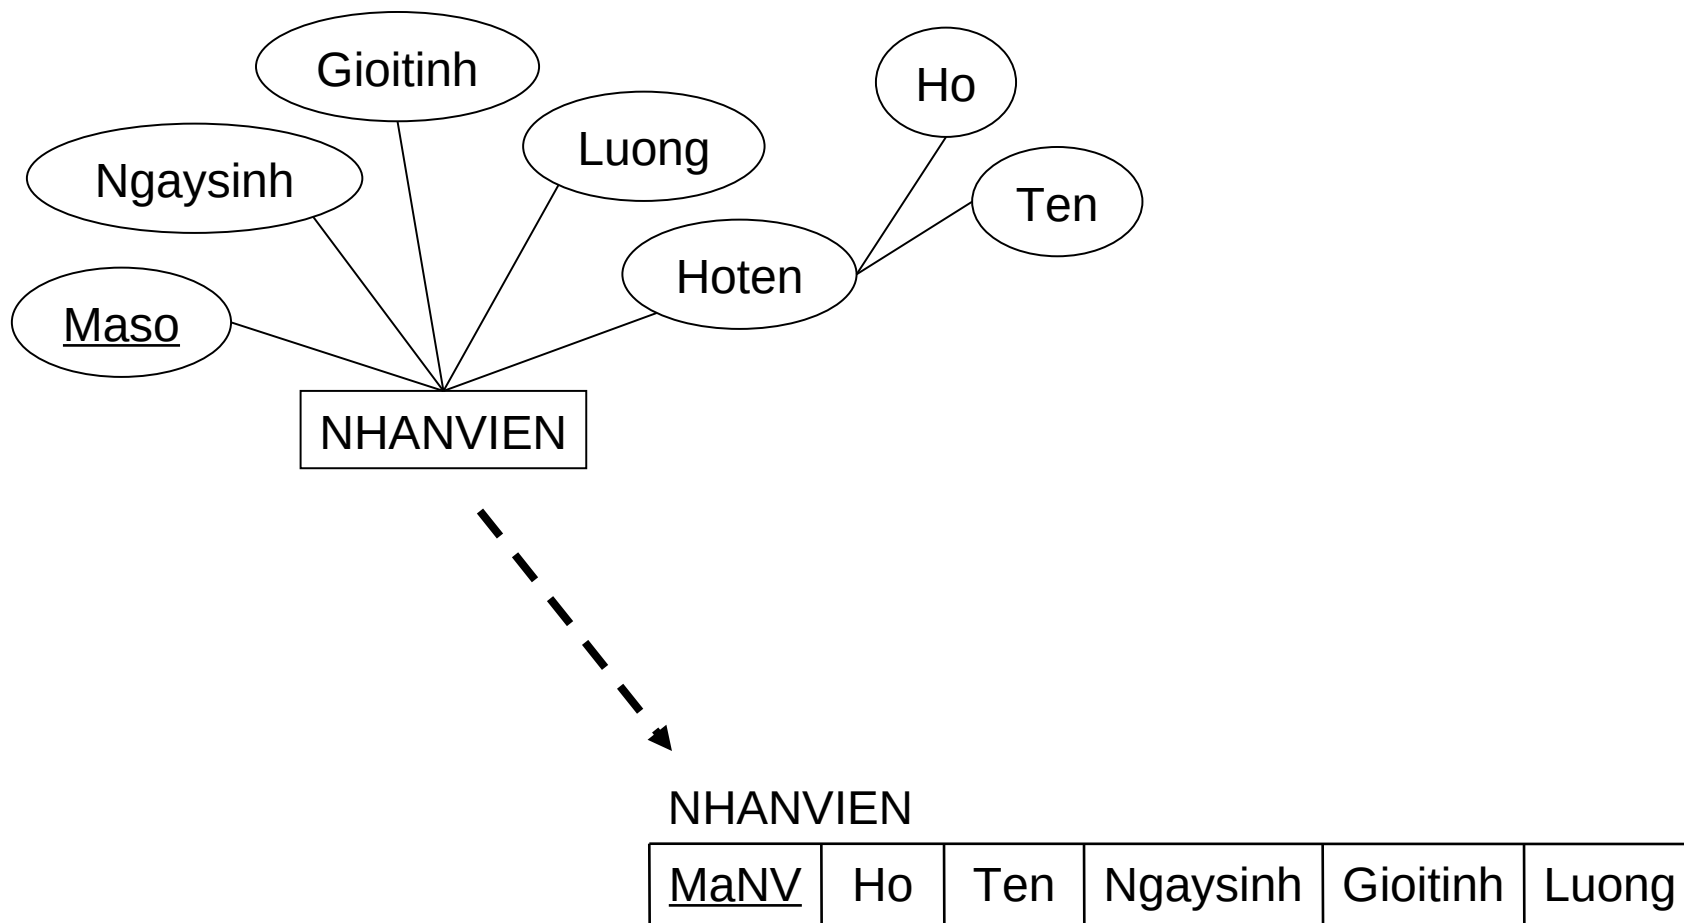 Gioitinh
Ho
Luong
Ngaysinh
Ten
Hoten
Maso
NHANVIEN
NHANVIEN
MaNV Ho Ten Ngaysinh Gioitinh Luong